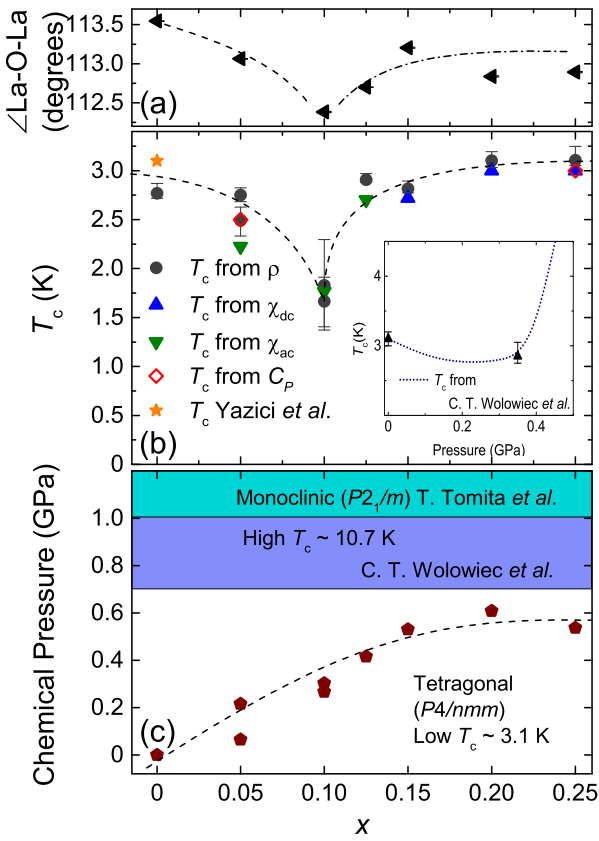 ∠La-O-La
(degrees)
113.5
113.0
112.5
(a)
T_c (K)
3.0
2.5
2.0
1.5
1.0
0.5
0
T_c from ρ
T_c from χ_dc
T_c from χ_ac
T_c from C_P
T_c Yazici et al.
(b)
T_c(K)
4
3
2
T_c from
C. T. Wolowiec et al.
0.0 0.2 0.4
Pressure (GPa)
Chemical Pressure (GPa)
1.0
0.8
0.6
0.4
0.2
0
Monoclinic (P2_1/m) T. Tomita et al.
High T_c ~ 10.7 K
C. T. Wolowiec et al.
Tetragonal
(P4/nmm)
Low T_c ~ 3.1 K
(c)
0 0.05 0.10 0.15 0.20 0.25
x